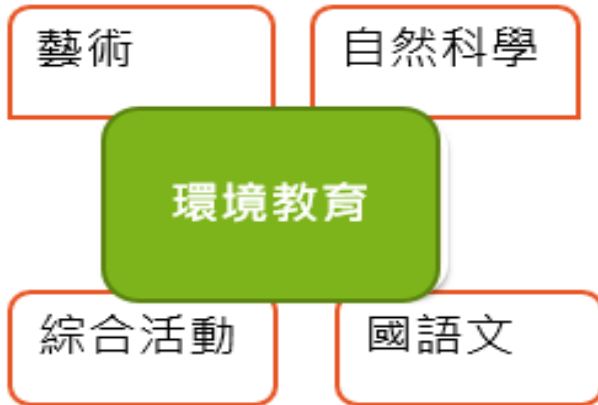 藝術
自然科學
環境教育
綜合活動
國語文